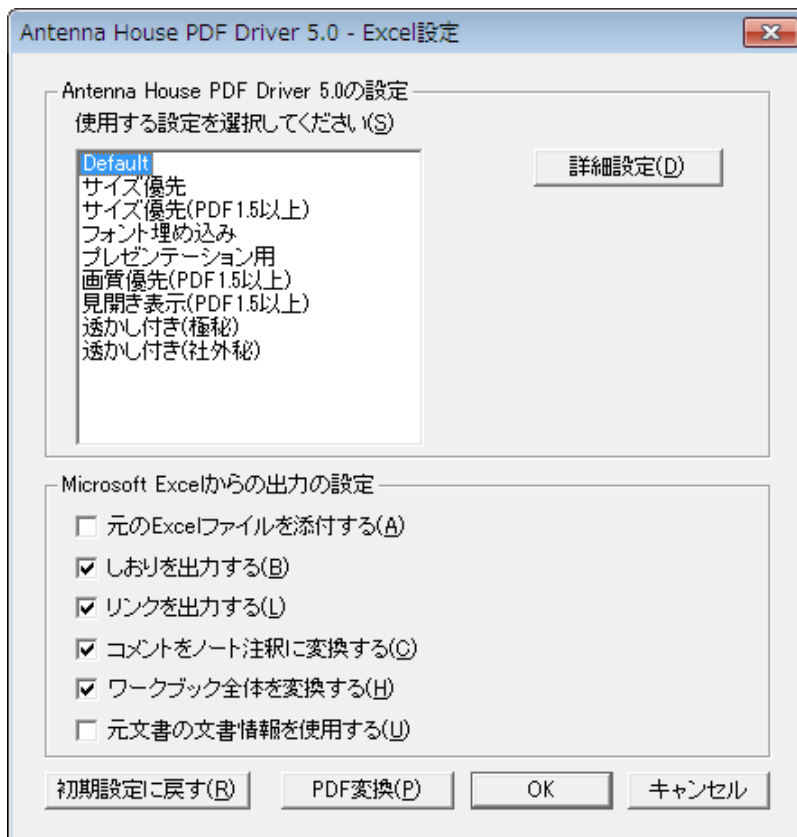 Antenna House PDF Driver 5.0 - Excel設定
Antenna House PDF Driver 5.0の設定
使用する設定を選択してください(S)
Default
詳細設定(D)
サイズ優先
サイズ優先(PDF1.5以上)
フォント埋め込み
プレゼンテーション用
画質優先(PDF1.5以上)
見開き表示(PDF1.5以上)
透かし付き(極秘)
透かし付き(社外秘)
Microsoft Excelからの出力の設定
元のExcelファイルを添付する(A)
しおりを出力する(B)
リンクを出力する(L)
コメントをノート注釈に変換する(C)
ワークブック全体を変換する(H)
元文書の文書情報を使用する(U)
初期設定に戻す(R) PDF変換(P) OK キャンセル